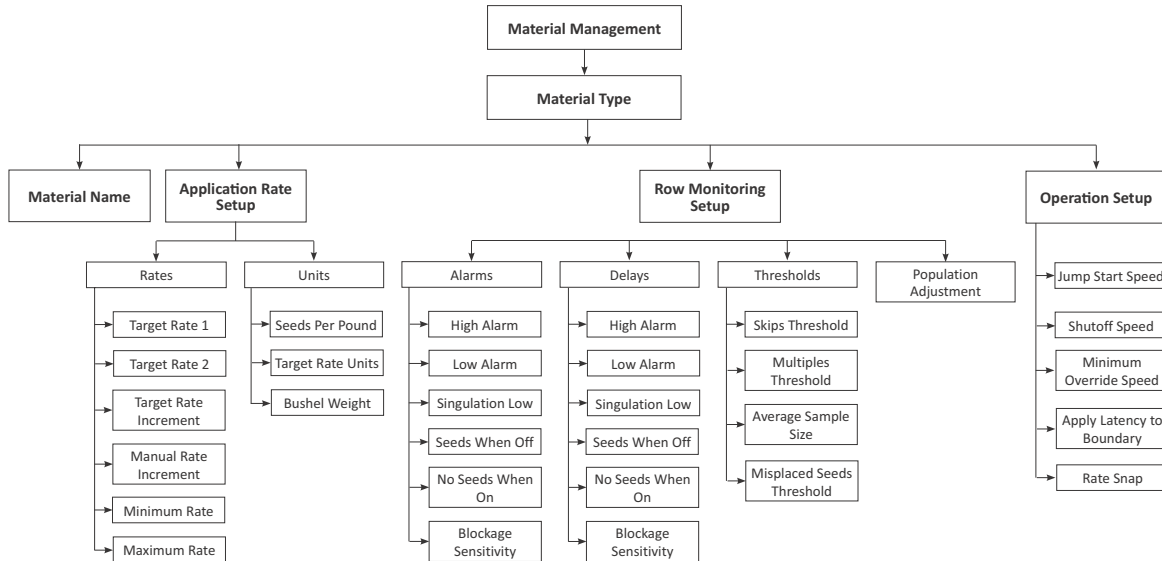 Material Management
Material Type
Material Name
Application Rate
Setup
Row Monitoring
Setup
Operation Setup
Rates
Target Rate 1
Target Rate 2
Target Rate
Increment
Manual Rate
Increment
Minimum Rate
Maximum Rate
Units
Seeds Per Pound
Target Rate Units
Bushel Weight
Alarms
High Alarm
Low Alarm
Singulation Low
Seeds When Off
No Seeds When
On
Blockage
Sensitivity
Delays
High Alarm
Low Alarm
Singulation Low
Seeds When Off
No Seeds When
On
Blockage
Sensitivity
Thresholds
Skips Threshold
Multiples
Threshold
Average Sample
Size
Misplaced Seeds
Threshold
Population
Adjustment
Jump Start Speed
Shutoff Speed
Minimum
Override Speed
Apply Latency to
Boundary
Rate Snap